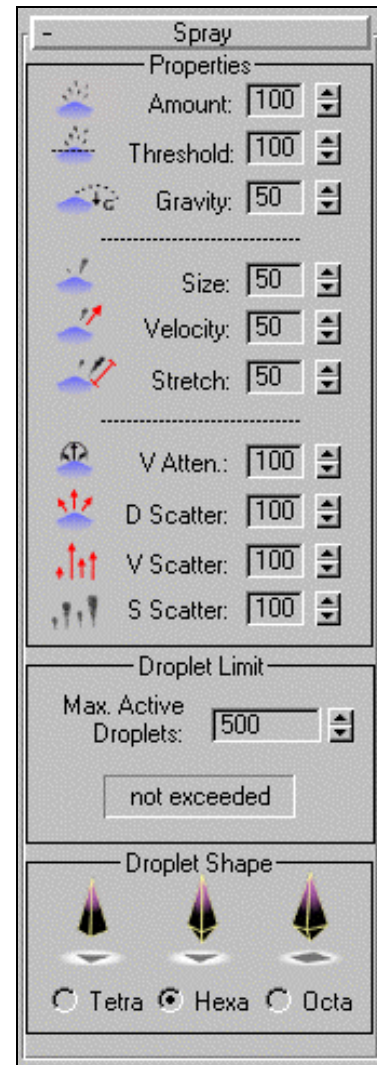 - Spray
Properties
Amount: 100
Threshold: 100
G Gravity: 50
Size: 50
Velocity: 50
Stretch: 50
V Atten.: 100
D Scatter: 100
V Scatter: 100
S Scatter: 100
Droplet Limit
Max. Active
Droplets: 500
not exceeded
Droplet Shape
Tetra Hexa Octa